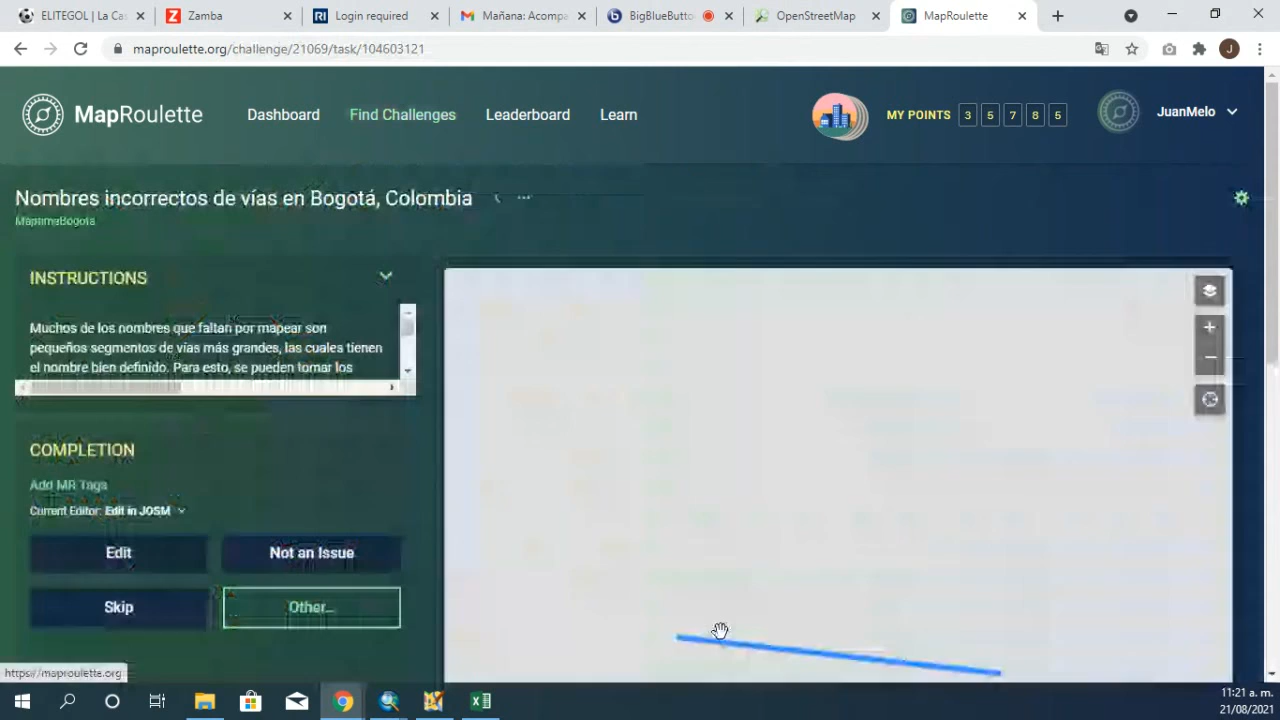 ELITEGOL | La Ca
Zamba
Login required
Mañana: Acompa
BigBlueButto
OpenStreetMap
MapRoulette
maproulette.org/challenge/21069/task/104603121
J
MapRoulette
Dashboard
Find Challenges
Leaderboard
Learn
MY POINTS 3 5 7 8 5
JuanMelo
Nombres incorrectos de vías en Bogotá, Colombia
MaptimeBogota
INSTRUCTIONS
Muchos de los nombres que faltan por mapear son
pequeños segmentos de vías más grandes, las cuales tienen
el nombre bien definido. Para esto, se pueden tomar los
COMPLETION
Add MR Tags
Current Editor: Edit in JOSM
Edit
Not an Issue
Skip
Other...
https://maproulette.org
11:21 a. m.
21/08/2021